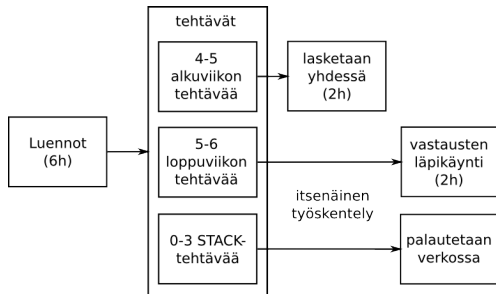 tehtävät
4-5
alkuviikon
tehtävää
lasketaan
yhdessä
(2h)
Luennot
(6h)
5-6
loppuviikon
tehtävää
vastausten
läpikäynti
(2h)
itsenäinen
työskentely
0-3 STACK-
tehtävää
palautetaan
verkossa